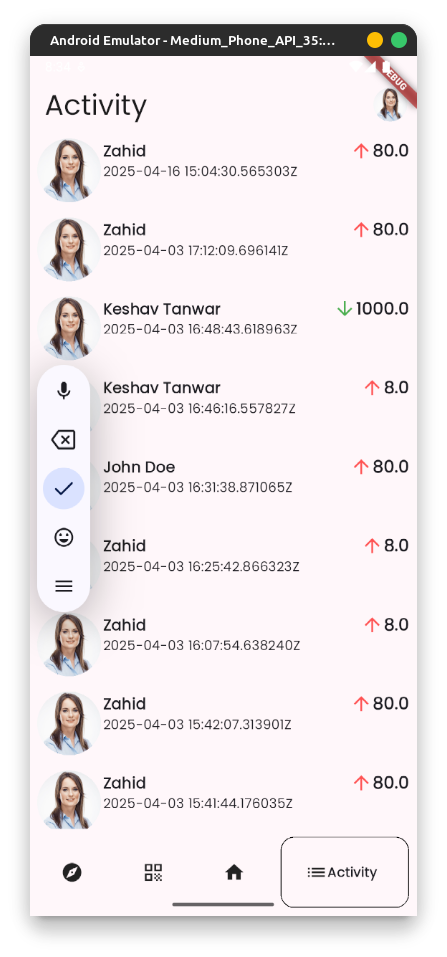 Android Emulator - Medium_Phone_API_35:...
DEBUG
Activity
Zahid
80.0
2025-04-16 15:04:30.565303Z
Zahid
80.0
2025-04-03 17:12:09.696141Z
Keshav Tanwar
1000.0
2025-04-03 16:48:43.618963Z
Keshav Tanwar
8.0
2025-04-03 16:46:16.557827Z
John Doe
80.0
2025-04-03 16:31:38.871065Z
Zahid
8.0
2025-04-03 16:25:42.866323Z
Zahid
8.0
2025-04-03 16:07:54.638240Z
Zahid
80.0
2025-04-03 15:42:07.313901Z
Zahid
80.0
2025-04-03 15:41:44.176035Z
Activity